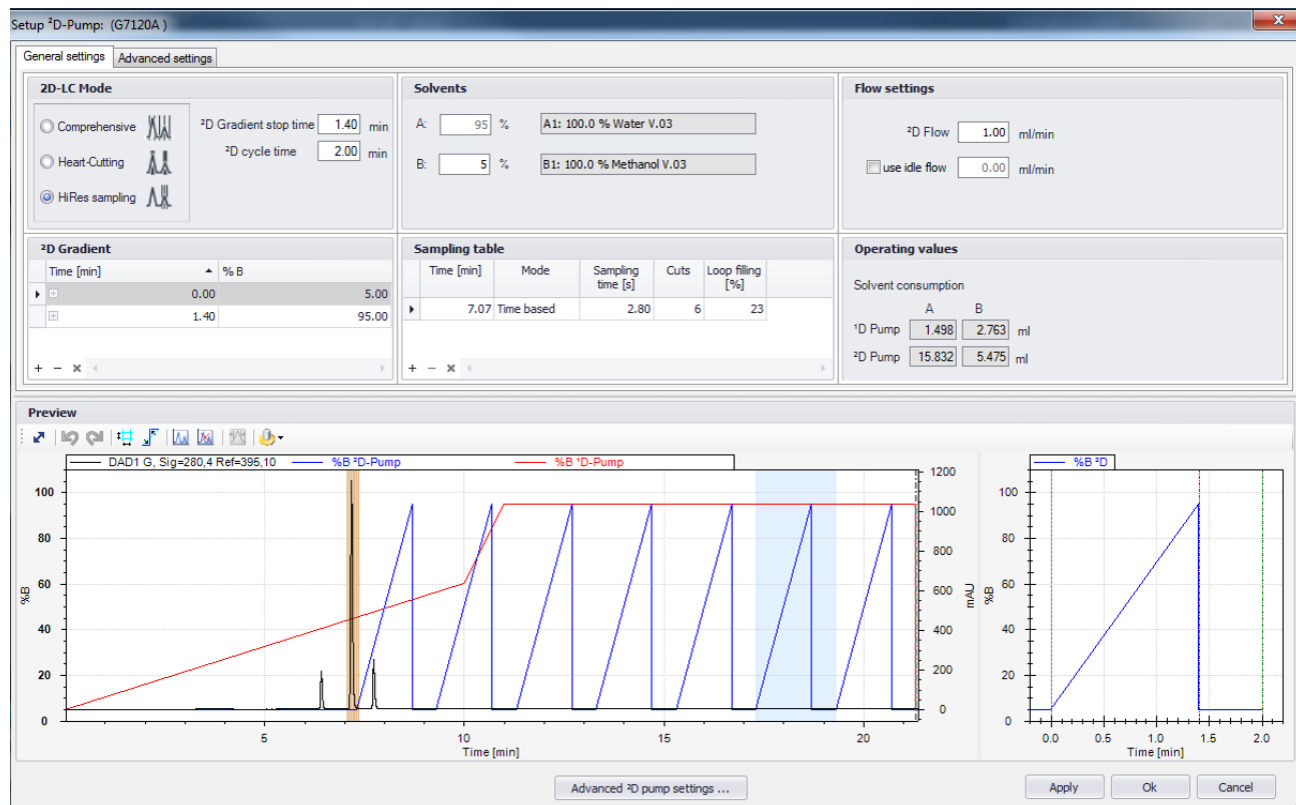 Setup ²D-Pump: (G7120A )
General settings
Advanced settings
2D-LC Mode
Comprehensive
Heart-Cutting
HiRes sampling
²D Gradient stop time 1.40 min
²D cycle time 2.00 min
Solvents
A: 95 % A1: 100.0 % Water V.03
B: 5 % B1: 100.0 % Methanol V.03
Flow settings
²D Flow 1.00 ml/min
use idle flow 0.00 ml/min
²D Gradient
Time [min] % B
0.00 5.00
1.40 95.00
Sampling table
Time [min] Mode Sampling time [s] Cuts Loop filling [%]
7.07 Time based 2.80 6 23
Operating values
Solvent consumption
A B
¹D Pump 1.498 2.763 ml
²D Pump 15.832 5.475 ml
Preview
DAD1 G, Sig=280,4 Ref=395,10 %B ²D-Pump %B ¹D-Pump
%B
100
80
60
40
20
0
5 10 15 20
Time [min]
1200
1000
800
600
400
200
0
mAU
%B ²D
%B
100
80
60
40
20
0
0.0 0.5 1.0 1.5 2.0
Time [min]
Advanced ²D pump settings ...
Apply
Ok
Cancel